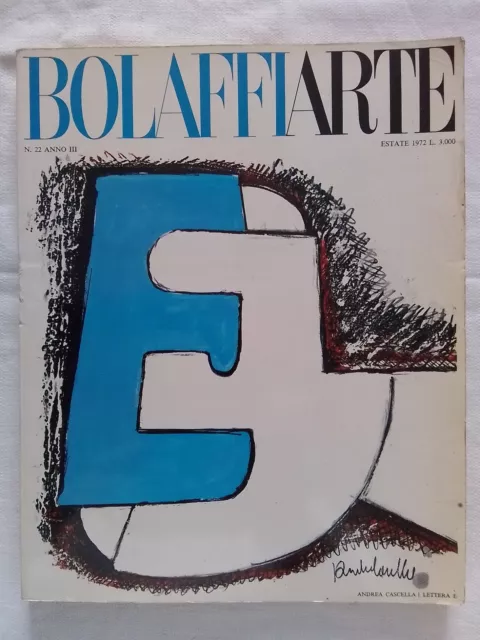 BOLAFFIARTE
N. 22 ANNO III
ESTATE 1972 L. 3.000
E
ANDREA CASCELLA | LETTERA E